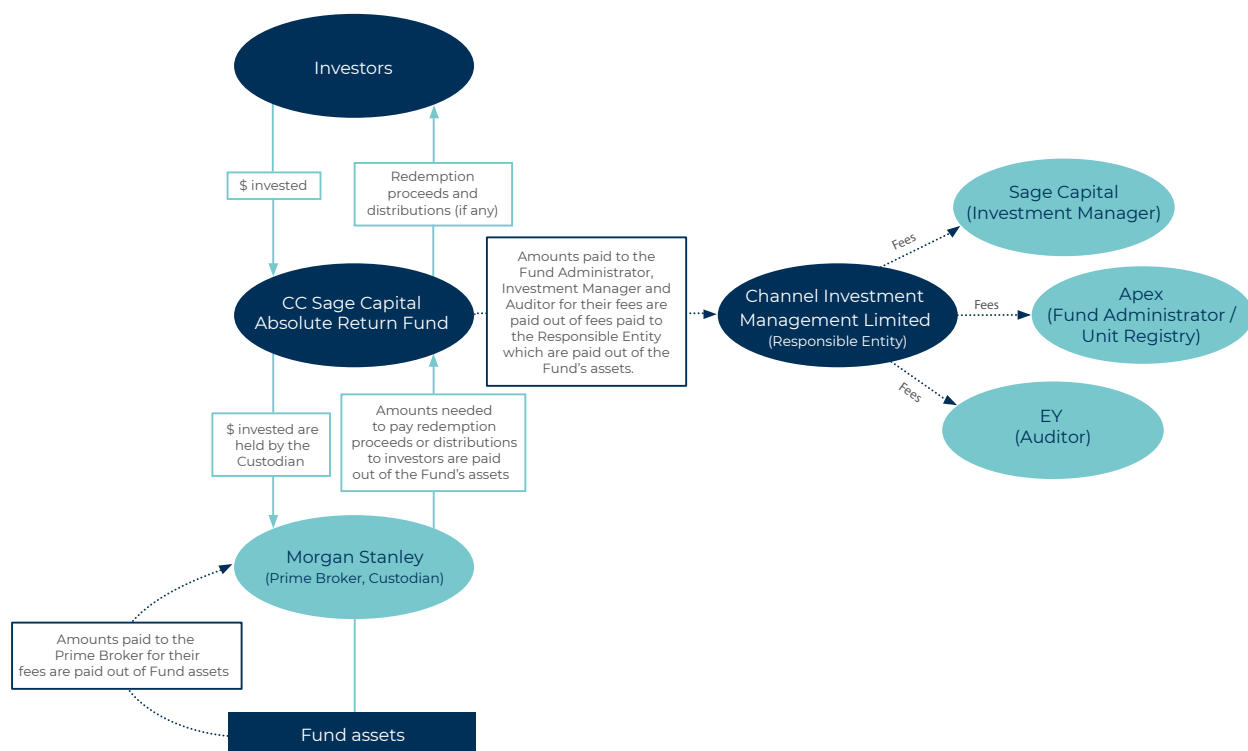 Investors
$ invested
Redemption
proceeds and
distributions (if any)
CC Sage Capital
Absolute Return Fund
Amounts paid to the
Fund Administrator,
Investment Manager and
Auditor for their fees are
paid out of fees paid to
the Responsible Entity
which are paid out of the
Fund’s assets.
Channel Investment
Management Limited
(Responsible Entity)
Fees
Sage Capital
(Investment Manager)
Fees
Apex
(Fund Administrator /
Unit Registry)
Fees
EY
(Auditor)
$ invested are
held by the
Custodian
Amounts needed
to pay redemption
proceeds or distributions
to investors are paid
out of the Fund’s assets
Morgan Stanley
(Prime Broker, Custodian)
Amounts paid to the
Prime Broker for their
fees are paid out of Fund assets
Fund assets